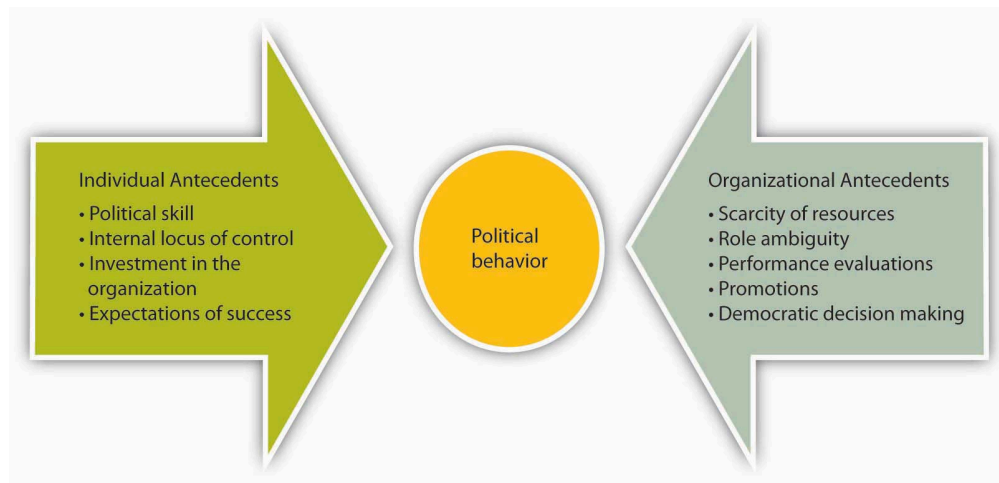 Individual Antecedents
• Political skill
• Internal locus of control
• Investment in the
organization
• Expectations of success
Political
behavior
Organizational Antecedents
• Scarcity of resources
• Role ambiguity
• Performance evaluations
• Promotions
• Democratic decision making